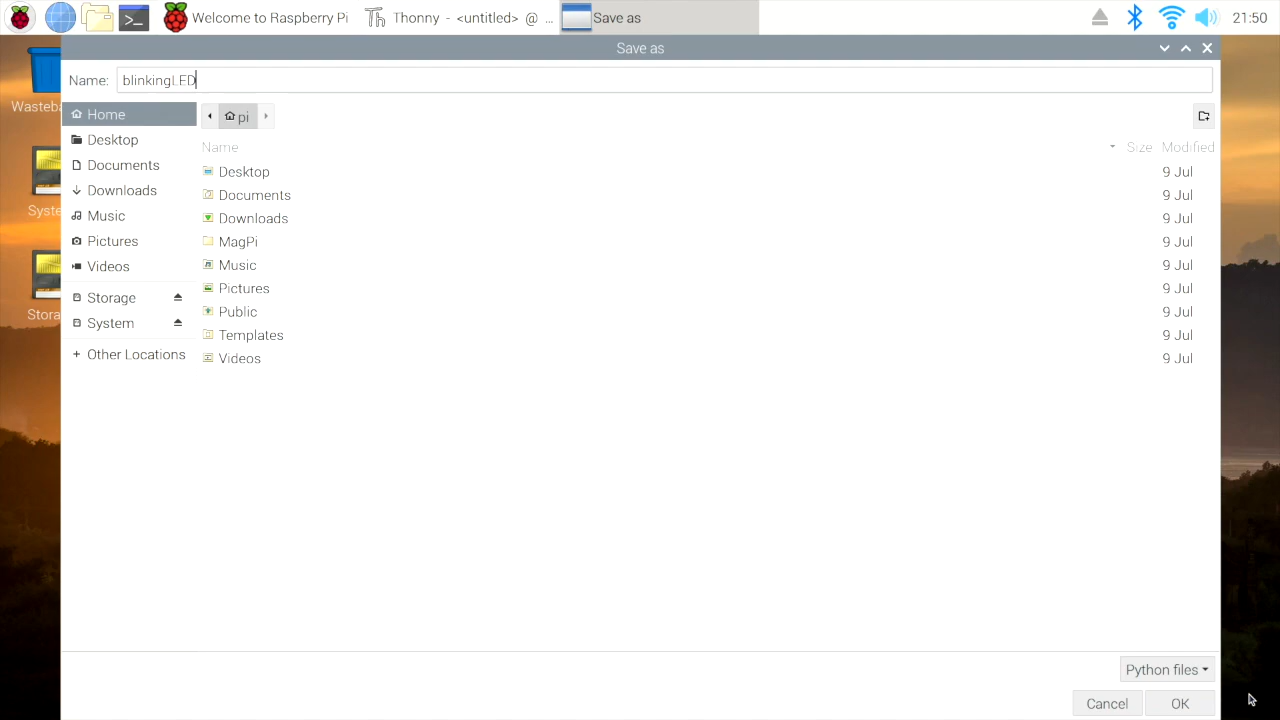 Welcome to Raspberry Pi
Thonny - <untitled> @ ...
Save as
21:50
Save as
Name: blinkingLED
Wasteb
Syste
Stora
Home
Desktop
Documents
Downloads
Music
Pictures
Videos
Storage
System
+ Other Locations
pi
Name Size Modified
Desktop 9 Jul
Documents 9 Jul
Downloads 9 Jul
MagPi 9 Jul
Music 9 Jul
Pictures 9 Jul
Public 9 Jul
Templates 9 Jul
Videos 9 Jul
Python files
Cancel OK